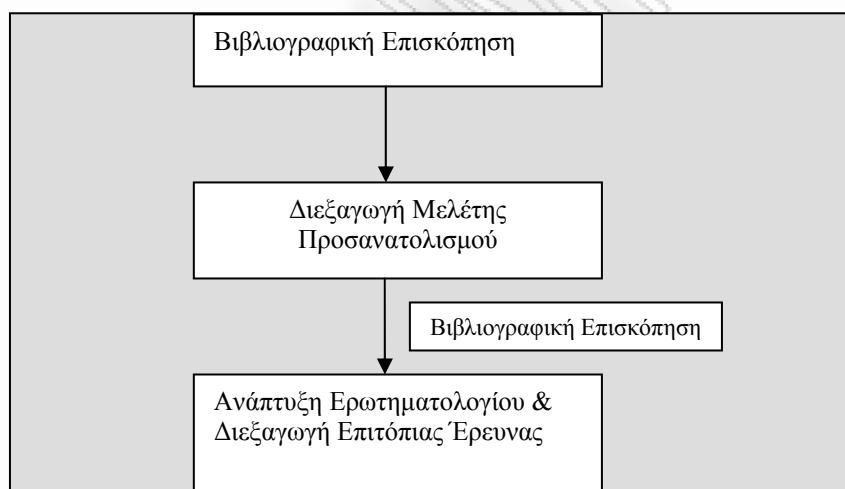 Βιβλιογραφική Επισκόπηση
Διεξαγωγή Μελέτης
Προσανατολισμού
Βιβλιογραφική Επισκόπηση
Ανάπτυξη Ερωτηματολογίου &
Διεξαγωγή Επιτόπιας Έρευνας